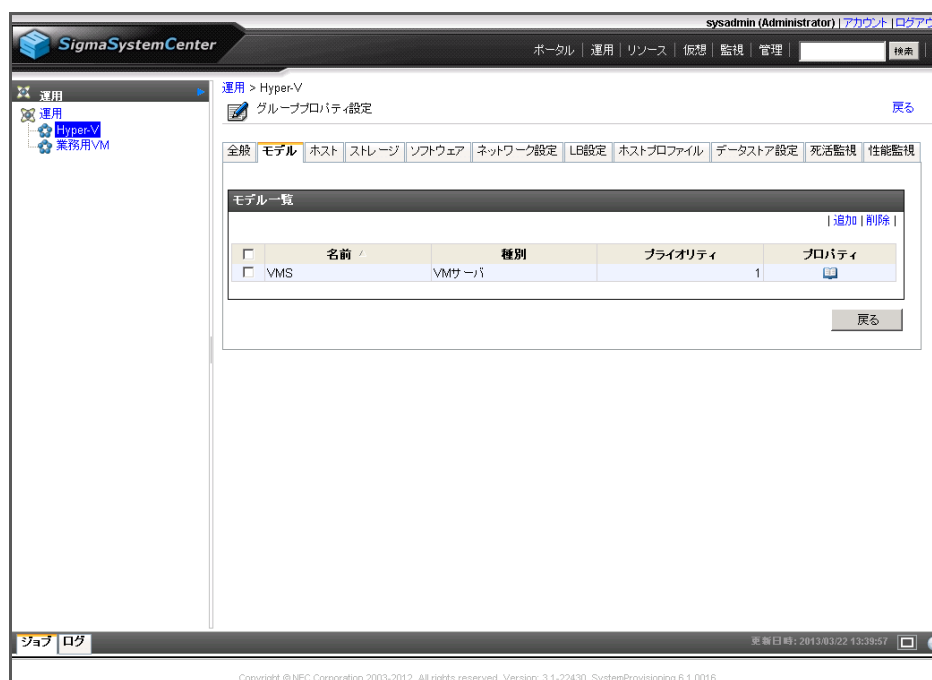 sysadmin (Administrator) | アカウント | ログアウ
SigmaSystemCenter
ポータル | 運用 | リソース | 仮想 | 監視 | 管理 | 検索 |
運用
運用
Hyper-V
業務用VM
運用 > Hyper-V
グループプロパティ設定
戻る
全般 モデル ホスト ストレージ ソフトウェア ネットワーク設定 LB設定 ホストプロファイル データストア設定 死活監視 性能監視
モデル一覧
| 追加 | 削除 |
名前 種別 プライオリティ プロパティ
VMS VMサーバ 1
戻る
ジョブ ログ
更新日時: 2013/03/22 13:39:57
Copyright © NEC Corporation 2003-2012. All rights reserved. Version: 3.1-22430, SystemProvisioning 6.1.0016